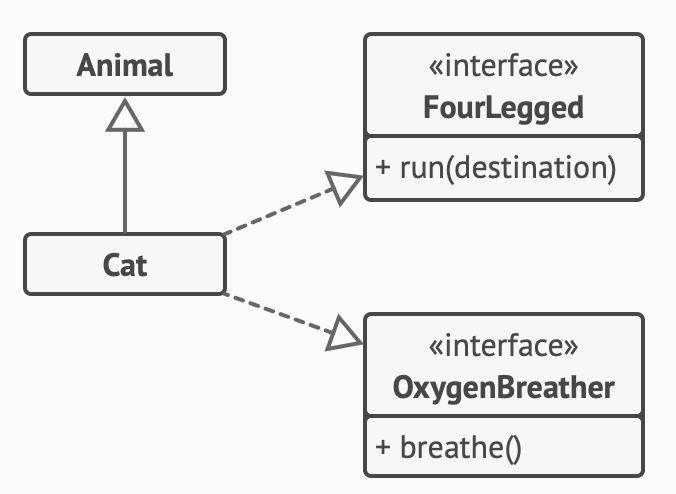 Animal
«interface»
FourLegged
+ run(destination)
Cat
«interface»
OxygenBreather
+ breathe()